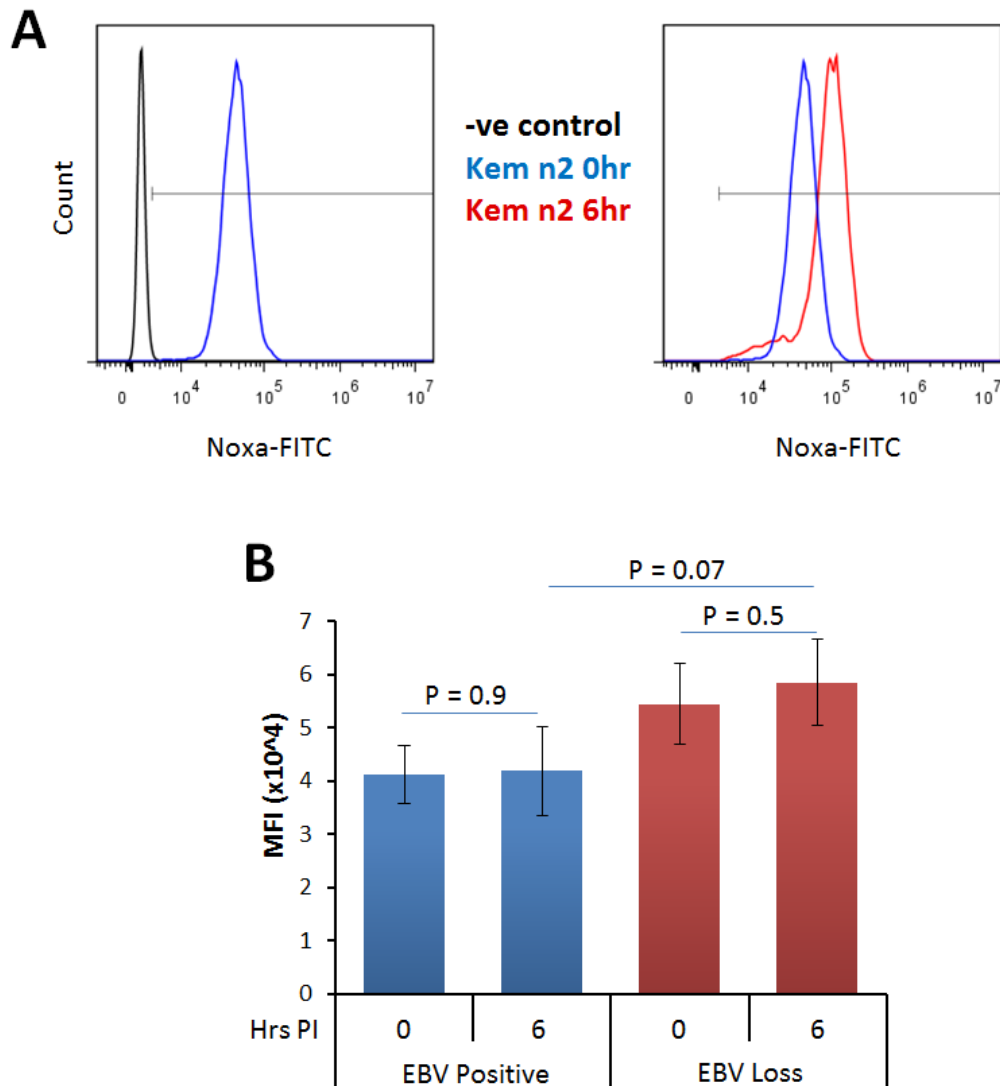 A
Count
0 10^4 10^5 10^6 10^7
Noxa-FITC
-ve control
Kem n2 0hr
Kem n2 6hr
0 10^4 10^5 10^6 10^7
Noxa-FITC
B
P = 0.07
P = 0.5
P = 0.9
MFI (x10^4)
7
6
5
4
3
2
1
0
Hrs PI 0 6 0 6
EBV Positive EBV Loss